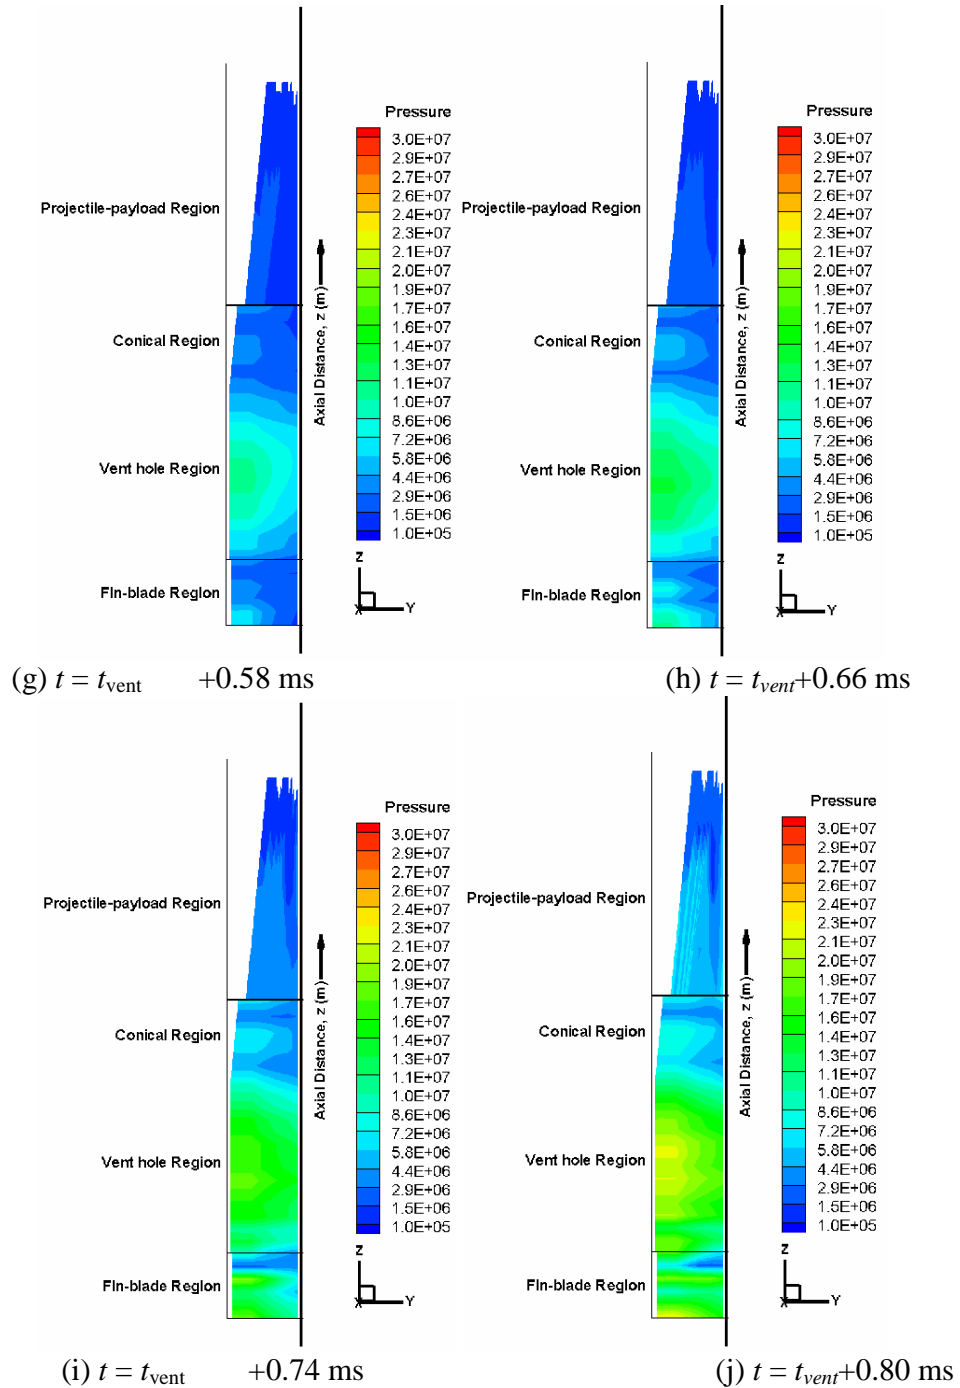 Pressure
3.0E+07
2.9E+07
2.7E+07
2.6E+07
2.4E+07
2.3E+07
2.1E+07
2.0E+07
1.9E+07
1.7E+07
1.6E+07
1.4E+07
1.3E+07
1.1E+07
1.0E+07
8.6E+06
7.2E+06
5.8E+06
4.4E+06
2.9E+06
1.5E+06
1.0E+05
Projectile-payload Region
Conical Region
Vent hole Region
Fin-blade Region
Axial Distance, z (m)
Z
X
Y
Pressure
3.0E+07
2.9E+07
2.7E+07
2.6E+07
2.4E+07
2.3E+07
2.1E+07
2.0E+07
1.9E+07
1.7E+07
1.6E+07
1.4E+07
1.3E+07
1.1E+07
1.0E+07
8.6E+06
7.2E+06
5.8E+06
4.4E+06
2.9E+06
1.5E+06
1.0E+05
Projectile-payload Region
Conical Region
Vent hole Region
Fin-blade Region
Axial Distance, z (m)
Z
X
Y
(g) t = tvent +0.58 ms
(h) t = tvent+0.66 ms
Pressure
3.0E+07
2.9E+07
2.7E+07
2.6E+07
2.4E+07
2.3E+07
2.1E+07
2.0E+07
1.9E+07
1.7E+07
1.6E+07
1.4E+07
1.3E+07
1.1E+07
1.0E+07
8.6E+06
7.2E+06
5.8E+06
4.4E+06
2.9E+06
1.5E+06
1.0E+05
Projectile-payload Region
Conical Region
Vent hole Region
Fin-blade Region
Axial Distance, z (m)
Z
X
Y
Pressure
3.0E+07
2.9E+07
2.7E+07
2.6E+07
2.4E+07
2.3E+07
2.1E+07
2.0E+07
1.9E+07
1.7E+07
1.6E+07
1.4E+07
1.3E+07
1.1E+07
1.0E+07
8.6E+06
7.2E+06
5.8E+06
4.4E+06
2.9E+06
1.5E+06
1.0E+05
Projectile-payload Region
Conical Region
Vent hole Region
Fin-blade Region
Axial Distance, z (m)
Z
X
Y
(i) t = tvent +0.74 ms
(j) t = tvent+0.80 ms